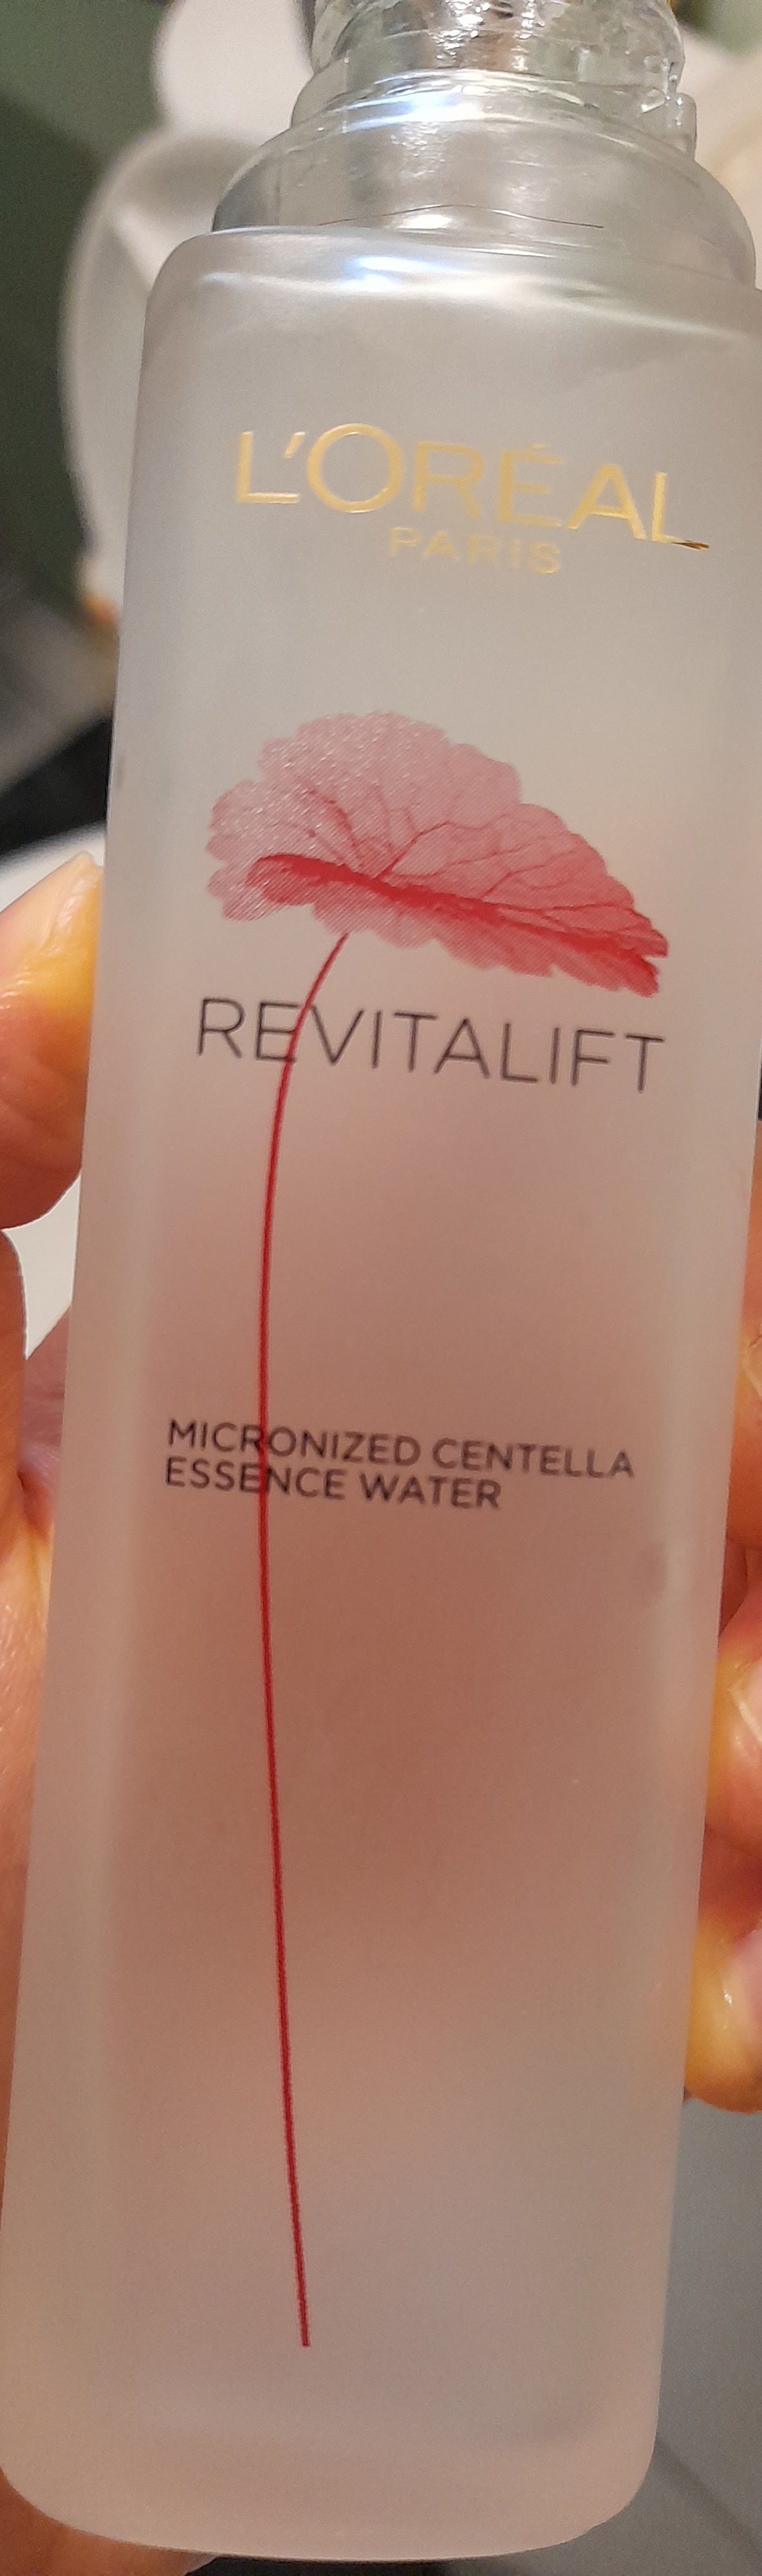 L'ORÉAL
PARIS
REVITALIFT
MICRONIZED CENTELLA
ESSENCE WATER